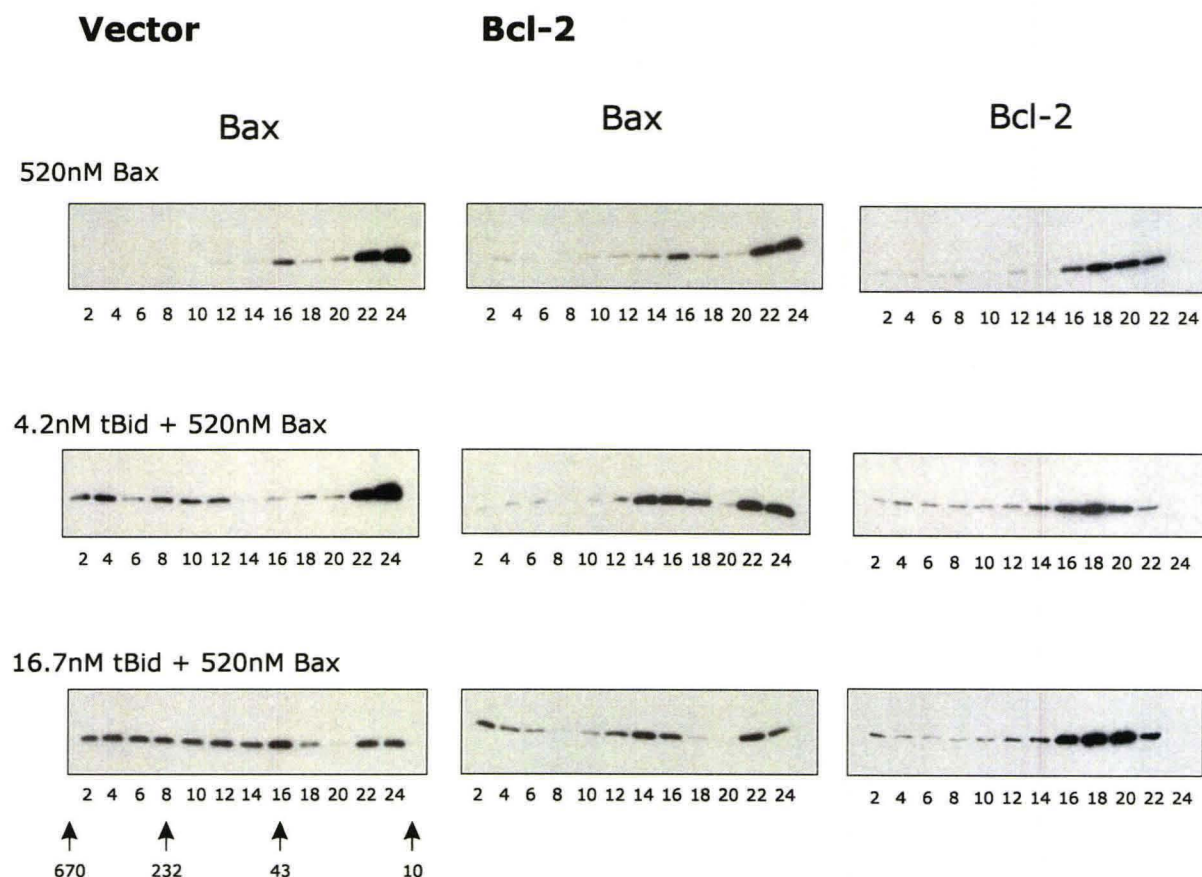 Vector Bcl-2
Bax Bax Bcl-2
520nM Bax
2 4 6 8 10 12 14 16 18 20 22 24 2 4 6 8 10 12 14 16 18 20 22 24 2 4 6 8 10 12 14 16 18 20 22 24
4.2nM tBid + 520nM Bax
2 4 6 8 10 12 14 16 18 20 22 24 2 4 6 8 10 12 14 16 18 20 22 24 2 4 6 8 10 12 14 16 18 20 22 24
16.7nM tBid + 520nM Bax
2 4 6 8 10 12 14 16 18 20 22 24 2 4 6 8 10 12 14 16 18 20 22 24 2 4 6 8 10 12 14 16 18 20 22 24
670 232 43 10